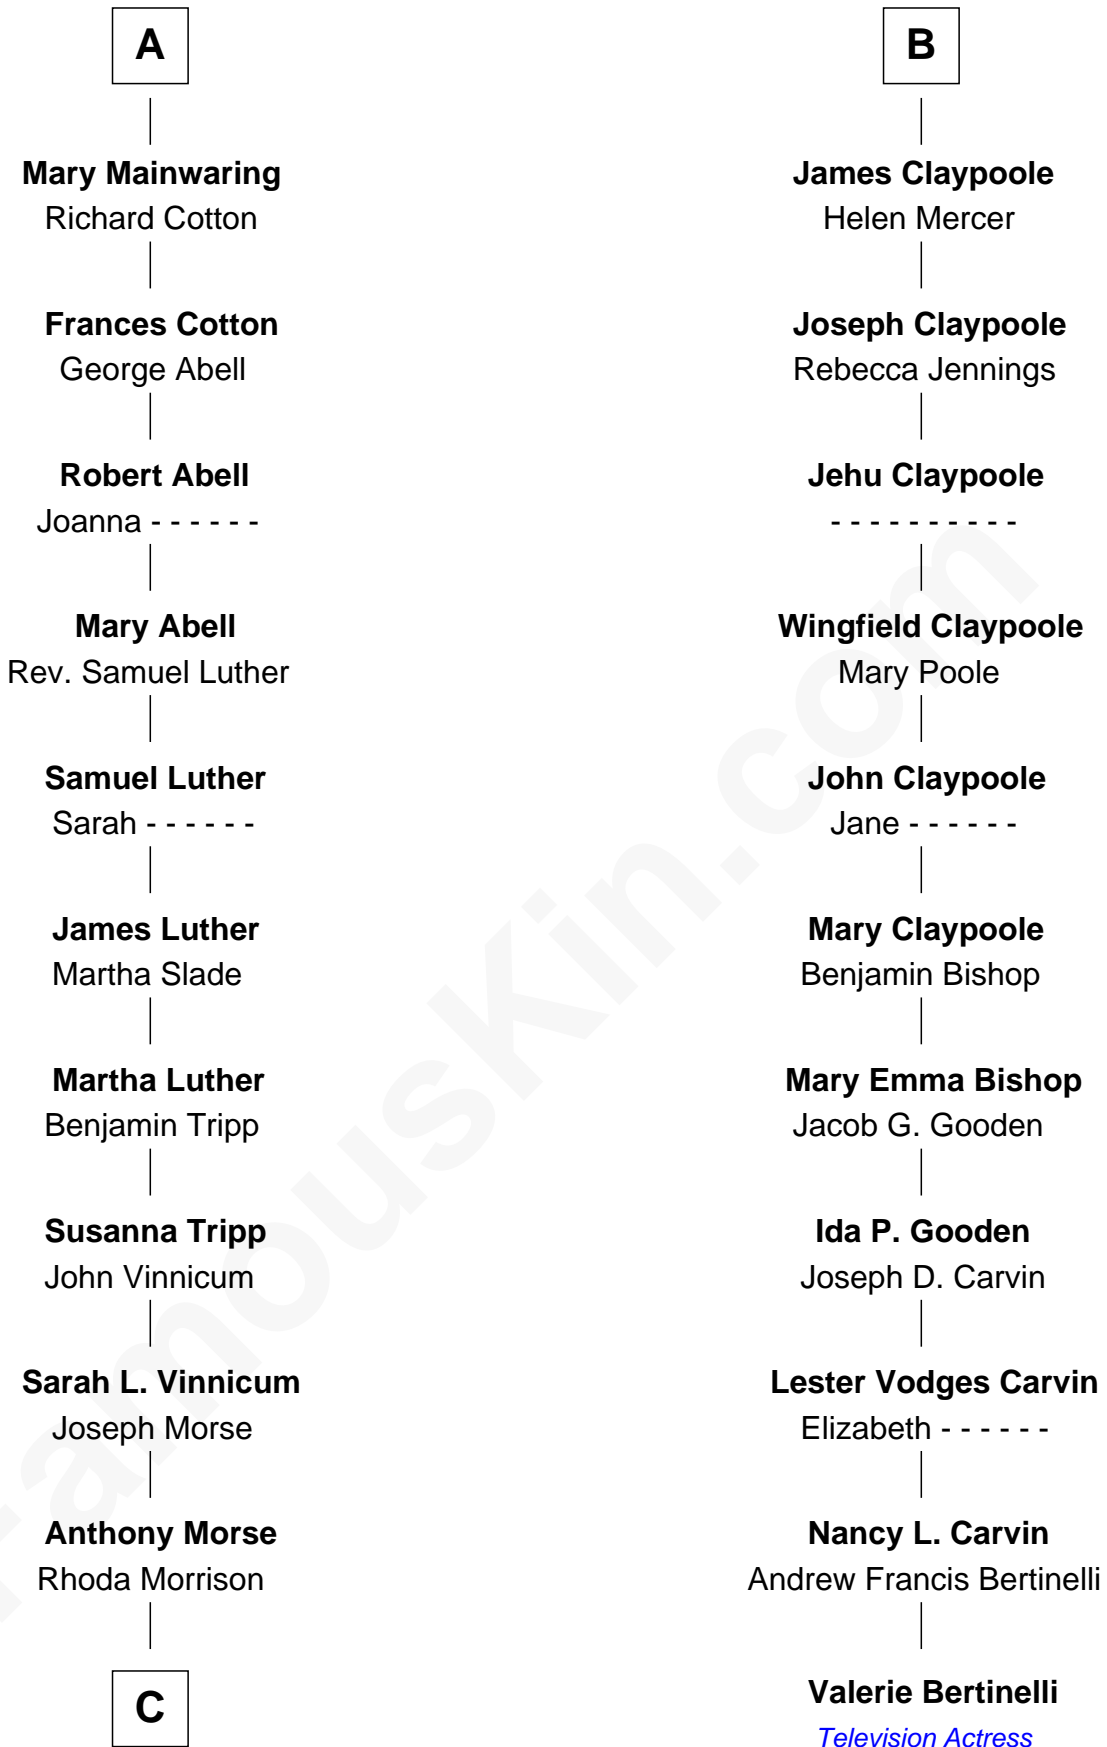 A
Mary Mainwaring
Richard Cotton
Frances Cotton
George Abell
Robert Abell
Joanna - - - - - -
Mary Abell
Rev. Samuel Luther
Samuel Luther
Sarah - - - - - -
James Luther
Martha Slade
Martha Luther
Benjamin Tripp
Susanna Tripp
John Vinnicum
Sarah L. Vinnicum
Joseph Morse
Anthony Morse
Rhoda Morrison
C
B
James Claypoole
Helen Mercer
Joseph Claypoole
Rebecca Jennings
Jehu Claypoole
- - - - - - - - - -
Wingfield Claypoole
Mary Poole
John Claypoole
Jane - - - - - -
Mary Claypoole
Benjamin Bishop
Mary Emma Bishop
Jacob G. Gooden
Ida P. Gooden
Joseph D. Carvin
Lester Vodges Carvin
Elizabeth - - - - - -
Nancy L. Carvin
Andrew Francis Bertinelli
Valerie Bertinelli
Television Actress
FamousKin.com